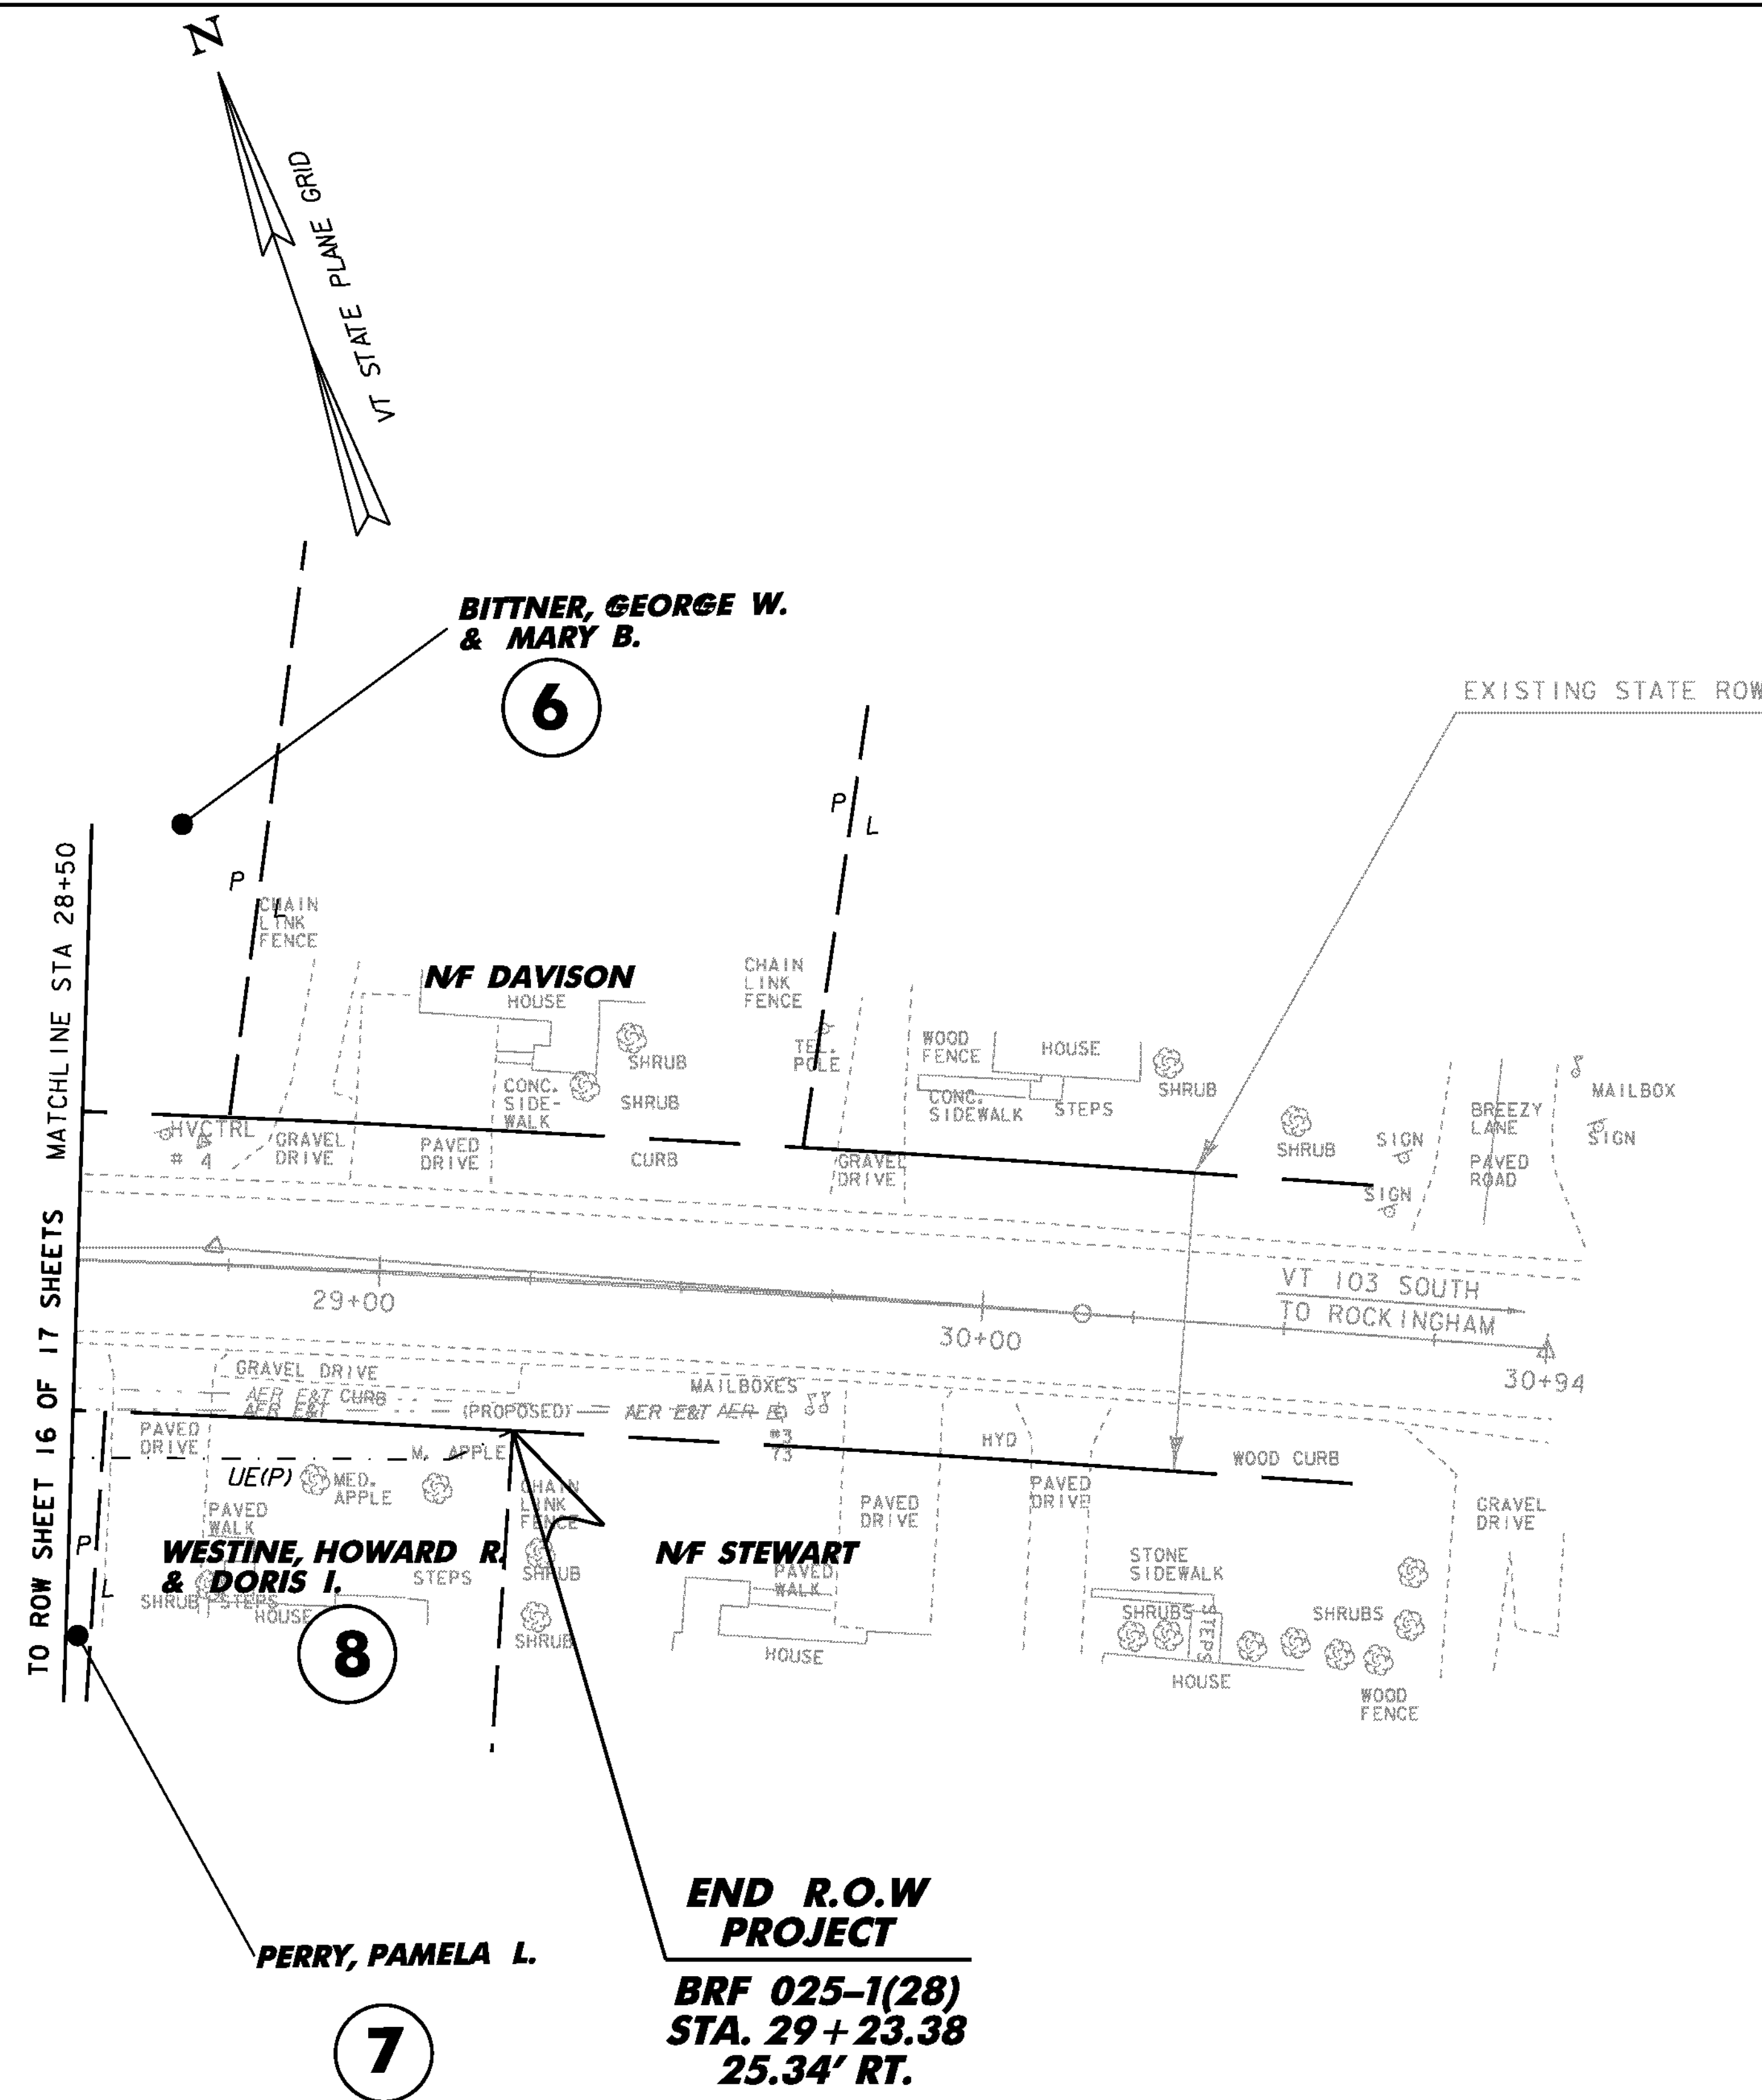 N
VT STATE PLANE GRID
BITTNER, GEORGE W.
& MARY B.
6
EXISTING STATE ROW
P
L
P
L
MATCHLINE STA 28+50
TO ROW SHEET 16 OF 17 SHEETS
CHAIN
LINK
FENCE
N/F DAVISON
HOUSE
CHAIN
LINK
FENCE
SHRUB
TEL.
POLE
WOOD
FENCE
HOUSE
SHRUB
CONC.
SIDE-
WALK
SHRUB
CONC.
SIDEWALK
STEPS
MAILBOX
BREEZY
LANE
SIGN
SIGN
HVCTRL
# 4
GRAVEL
DRIVE
PAVED
DRIVE
CURB
GRAVEL
DRIVE
SHRUB
PAVED
ROAD
SIGN
29+00
30+00
VT 103 SOUTH
TO ROCKINGHAM
30+94
GRAVEL DRIVE
AER E&T CURB
AER E&T
(PROPOSED)
AER E&T AER E
MAILBOXES
#3
73
PAVED
DRIVE
M. APPLE
HYD
WOOD CURB
UE(P)
MED.
APPLE
CHAIN
LINK
FENCE
PAVED
DRIVE
PAVED
DRIVE
GRAVEL
DRIVE
PAVED
WALK
P
L
WESTINE, HOWARD R.
& DORIS I.
STEPS
SHRUB
N/F STEWART
PAVED
WALK
STONE
SIDEWALK
SHRUB
STEPS
HOUSE
8
SHRUB
HOUSE
SHRUBS
STEPS
SHRUBS
HOUSE
WOOD
FENCE
END R.O.W
PROJECT
BRF 025-1(28)
STA. 29+23.38
25.34' RT.
PERRY, PAMELA L.
7